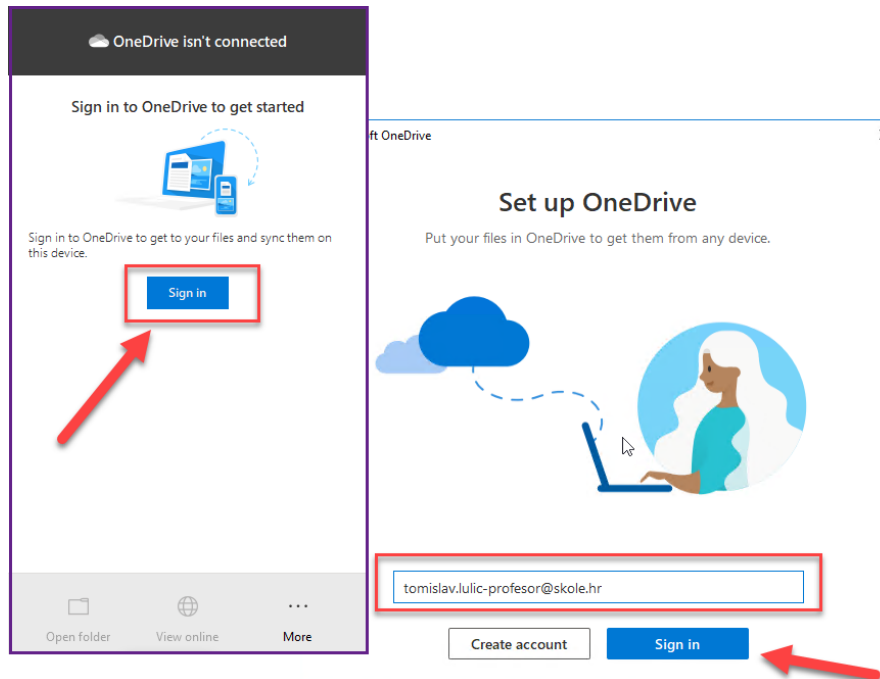 OneDrive isn't connected
Sign in to OneDrive to get started
Sign in to OneDrive to get to your files and sync them on
this device.
Sign in
Open folder
View online
More
ft OneDrive
Set up OneDrive
Put your files in OneDrive to get them from any device.
tomislav.lulic-profesor@skole.hr
Create account
Sign in